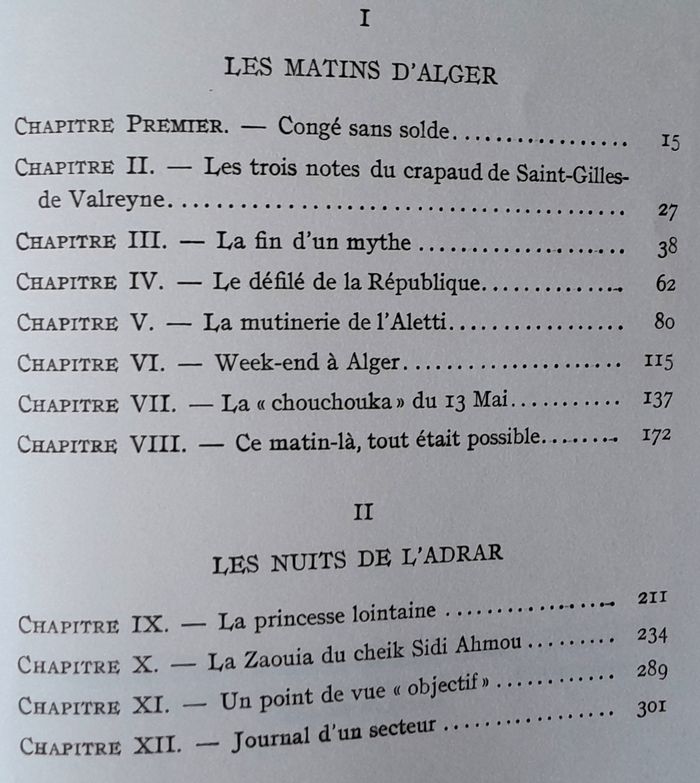 I
LES MATINS D'ALGER
CHAPITRE PREMIER. — Congé sans solde................. 15
CHAPITRE II. — Les trois notes du crapaud de Saint-Gilles-
de Valreyne.......................................... 27
CHAPITRE III. — La fin d'un mythe .................... 38
CHAPITRE IV. — Le défilé de la République.............. 62
CHAPITRE V. — La mutinerie de l'Aletti................. 80
CHAPITRE VI. — Week-end à Alger...................... 115
CHAPITRE VII. — La « chouchouka » du 13 Mai........... 137
CHAPITRE VIII. — Ce matin-là, tout était possible........ 172
II
LES NUITS DE L'ADRAR
CHAPITRE IX. — La princesse lointaine ................. 211
CHAPITRE X. — La Zaouia du cheik Sidi Ahmou ......... 234
CHAPITRE XI. — Un point de vue « objectif » ............ 289
CHAPITRE XII. — Journal d'un secteur ................. 301